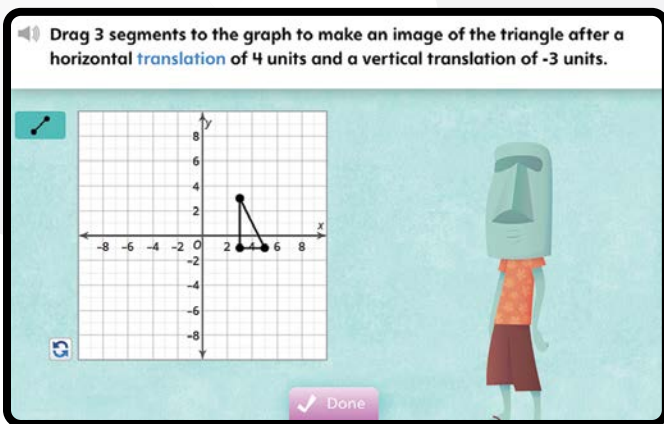 Drag 3 segments to the graph to make an image of the triangle after a
horizontal translation of 4 units and a vertical translation of -3 units.
y
8
6
4
2
x
-8 -6 -4 -2 O 2 4 6 8
-2
-4
-6
-8
Done